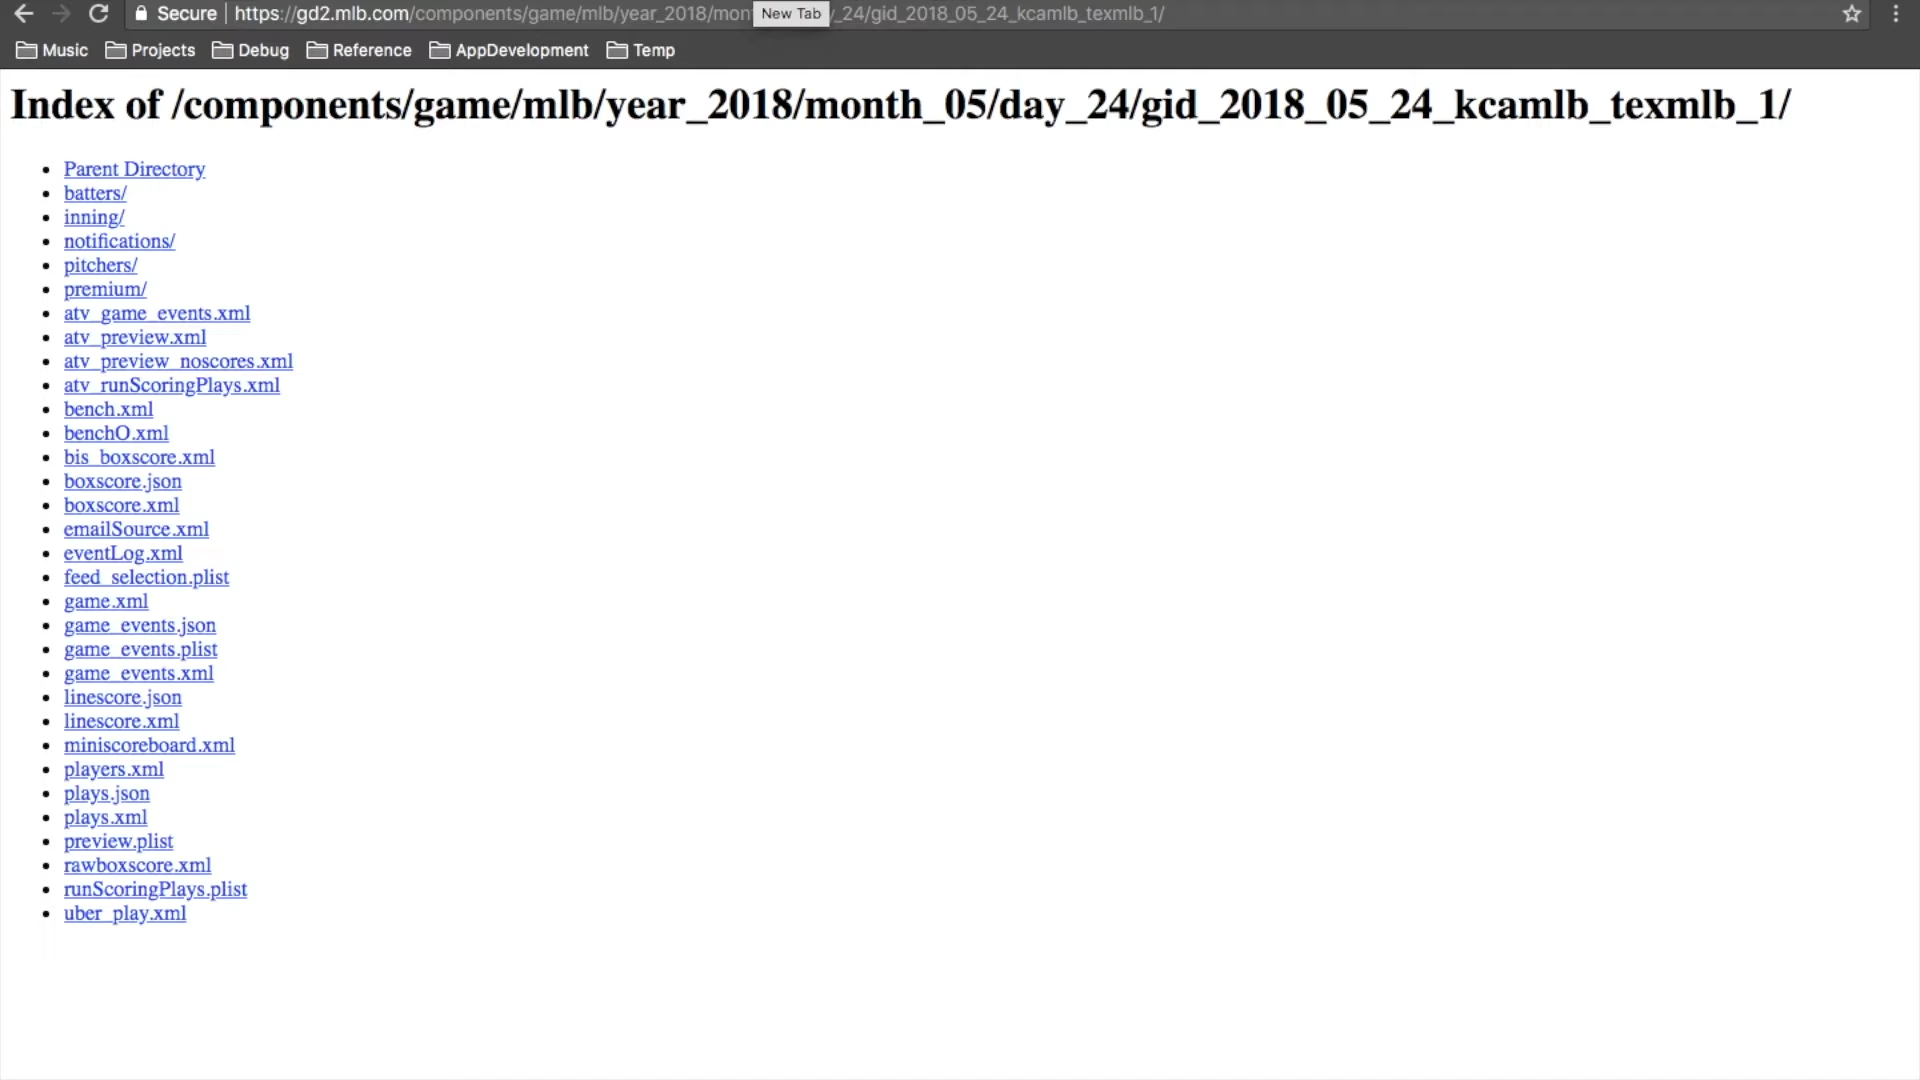 Secure | https://gd2.mlb.com/components/game/mlb/year_2018/mon New Tab _24/gid_2018_05_24_kcamlb_texmlb_1/
Music Projects Debug Reference AppDevelopment Temp
Index of /components/game/mlb/year_2018/month_05/day_24/gid_2018_05_24_kcamlb_texmlb_1/
Parent Directory
batters/
inning/
notifications/
pitchers/
premium/
atv_game_events.xml
atv_preview.xml
atv_preview_noscores.xml
atv_runScoringPlays.xml
bench.xml
benchO.xml
bis_boxscore.xml
boxscore.json
boxscore.xml
emailSource.xml
eventLog.xml
feed_selection.plist
game.xml
game_events.json
game_events.plist
game_events.xml
linescore.json
linescore.xml
miniscoreboard.xml
players.xml
plays.json
plays.xml
preview.plist
rawboxscore.xml
runScoringPlays.plist
uber_play.xml